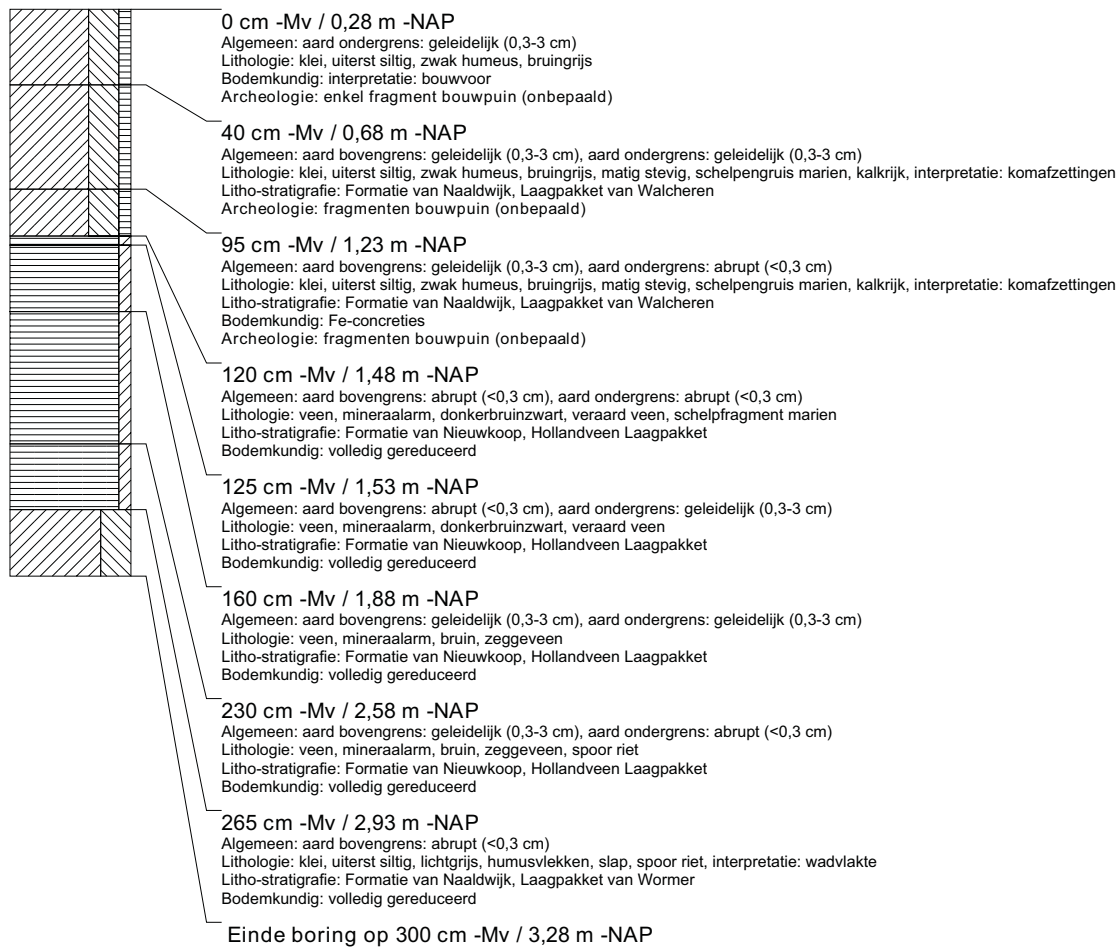 0 cm -Mv / 0,28 m -NAP
Algemeen: aard ondergrens: geleidelijk (0,3-3 cm)
Lithologie: klei, uiterst siltig, zwak humeus, bruingrijs
Bodemkundig: interpretatie: bouwvoor
Archeologie: enkel fragment bouwpuin (onbepaald)
40 cm -Mv / 0,68 m -NAP
Algemeen: aard bovengrens: geleidelijk (0,3-3 cm), aard ondergrens: geleidelijk (0,3-3 cm)
Lithologie: klei, uiterst siltig, zwak humeus, bruingrijs, matig stevig, schelpengruis marien, kalkrijk, interpretatie: komafzettingen
Litho-stratigrafie: Formatie van Naaldwijk, Laagpakket van Walcheren
Archeologie: fragmenten bouwpuin (onbepaald)
95 cm -Mv / 1,23 m -NAP
Algemeen: aard bovengrens: geleidelijk (0,3-3 cm), aard ondergrens: abrupt (<0,3 cm)
Lithologie: klei, uiterst siltig, zwak humeus, bruingrijs, matig stevig, schelpengruis marien, kalkrijk, interpretatie: komafzettingen
Litho-stratigrafie: Formatie van Naaldwijk, Laagpakket van Walcheren
Bodemkundig: Fe-concreties
Archeologie: fragmenten bouwpuin (onbepaald)
120 cm -Mv / 1,48 m -NAP
Algemeen: aard bovengrens: abrupt (<0,3 cm), aard ondergrens: abrupt (<0,3 cm)
Lithologie: veen, mineraalarm, donkerbruinzwart, veraard veen, schelpfragment marien
Litho-stratigrafie: Formatie van Nieuwkoop, Hollandveen Laagpakket
Bodemkundig: volledig gereduceerd
125 cm -Mv / 1,53 m -NAP
Algemeen: aard bovengrens: abrupt (<0,3 cm), aard ondergrens: geleidelijk (0,3-3 cm)
Lithologie: veen, mineraalarm, donkerbruinzwart, veraard veen
Litho-stratigrafie: Formatie van Nieuwkoop, Hollandveen Laagpakket
Bodemkundig: volledig gereduceerd
160 cm -Mv / 1,88 m -NAP
Algemeen: aard bovengrens: geleidelijk (0,3-3 cm), aard ondergrens: geleidelijk (0,3-3 cm)
Lithologie: veen, mineraalarm, bruin, zeggeveen
Litho-stratigrafie: Formatie van Nieuwkoop, Hollandveen Laagpakket
Bodemkundig: volledig gereduceerd
230 cm -Mv / 2,58 m -NAP
Algemeen: aard bovengrens: geleidelijk (0,3-3 cm), aard ondergrens: abrupt (<0,3 cm)
Lithologie: veen, mineraalarm, bruin, zeggeveen, spoor riet
Litho-stratigrafie: Formatie van Nieuwkoop, Hollandveen Laagpakket
Bodemkundig: volledig gereduceerd
265 cm -Mv / 2,93 m -NAP
Algemeen: aard bovengrens: abrupt (<0,3 cm)
Lithologie: klei, uiterst siltig, lichtgrijs, humusvlekken, slap, spoor riet, interpretatie: wadvlakte
Litho-stratigrafie: Formatie van Naaldwijk, Laagpakket van Wormer
Bodemkundig: volledig gereduceerd
Einde boring op 300 cm -Mv / 3,28 m -NAP